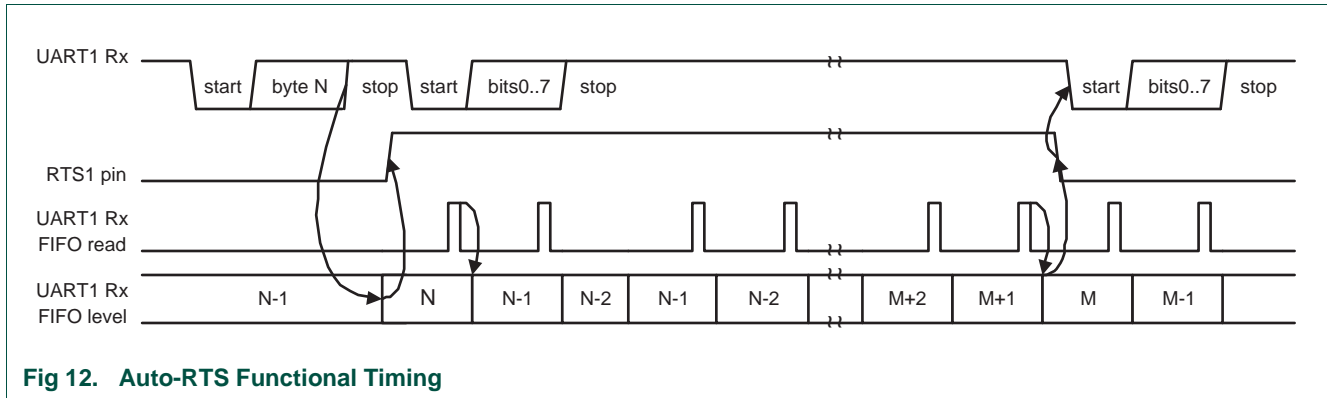 UART1 Rx
start byte N stop start bits0..7 stop start bits0..7 stop
RTS1 pin
UART1 Rx
FIFO read
UART1 Rx
FIFO level
N-1 N N-1 N-2 N-1 N-2 M+2 M+1 M M-1
Fig 12. Auto-RTS Functional Timing